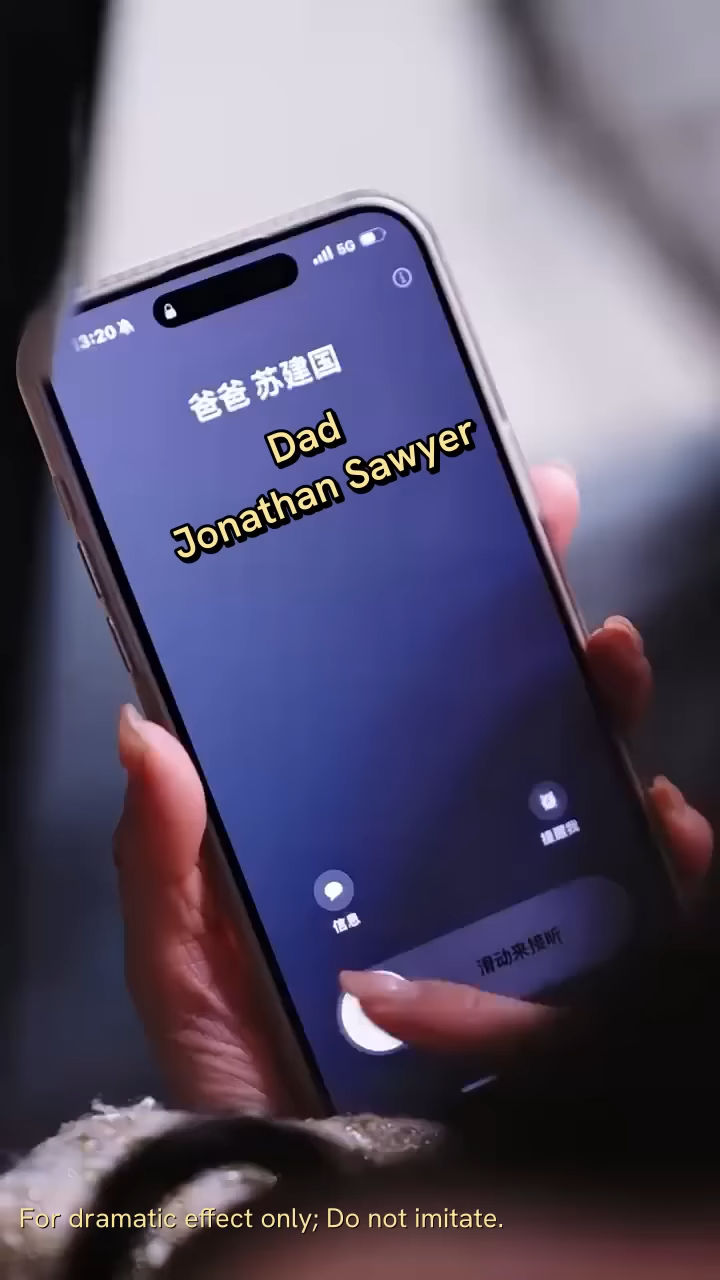 13:20
5G
爸爸 苏建国
Dad
Jonathan Sawyer
提醒我
信息
滑动来接听
For dramatic effect only; Do not imitate.